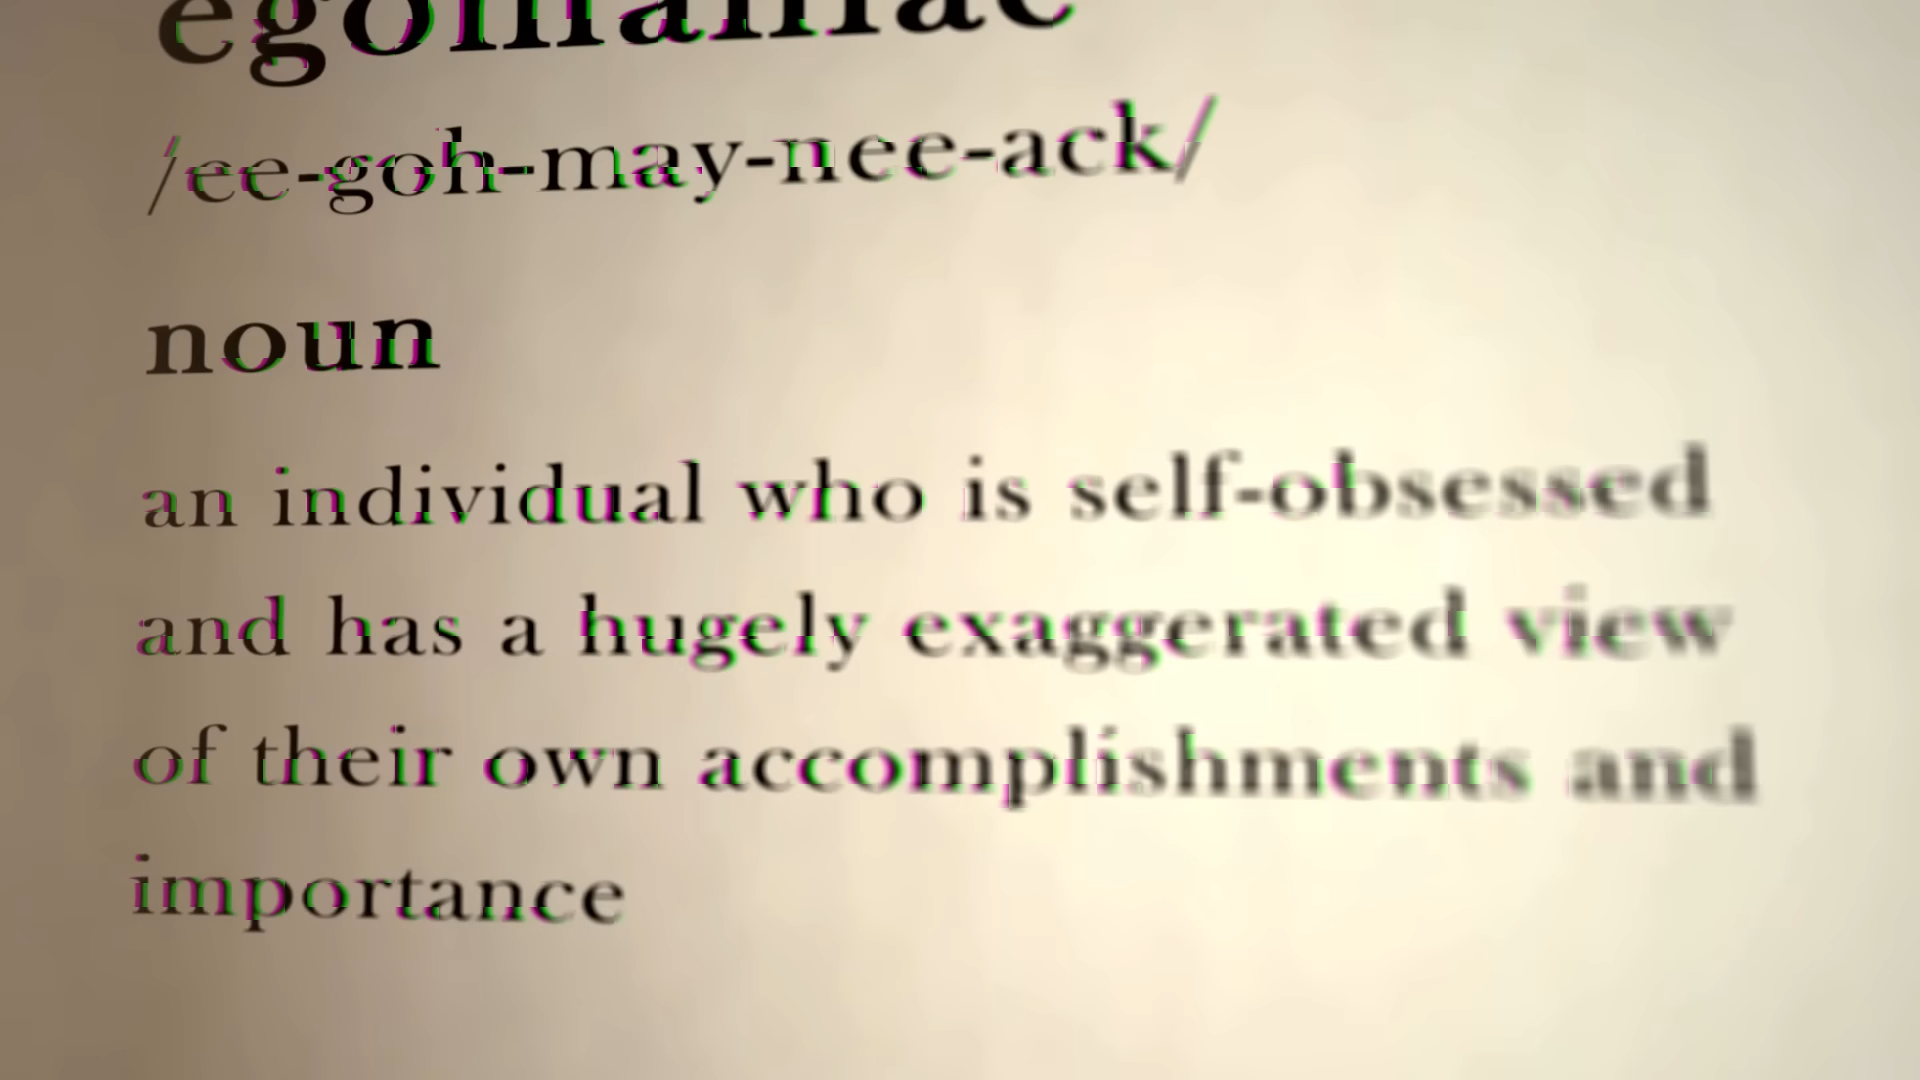 egomaniac
/ee-goh-may-nee-ack/
noun
an individual who is self-obsessed
and has a hugely exaggerated view
of their own accomplishments and
importance